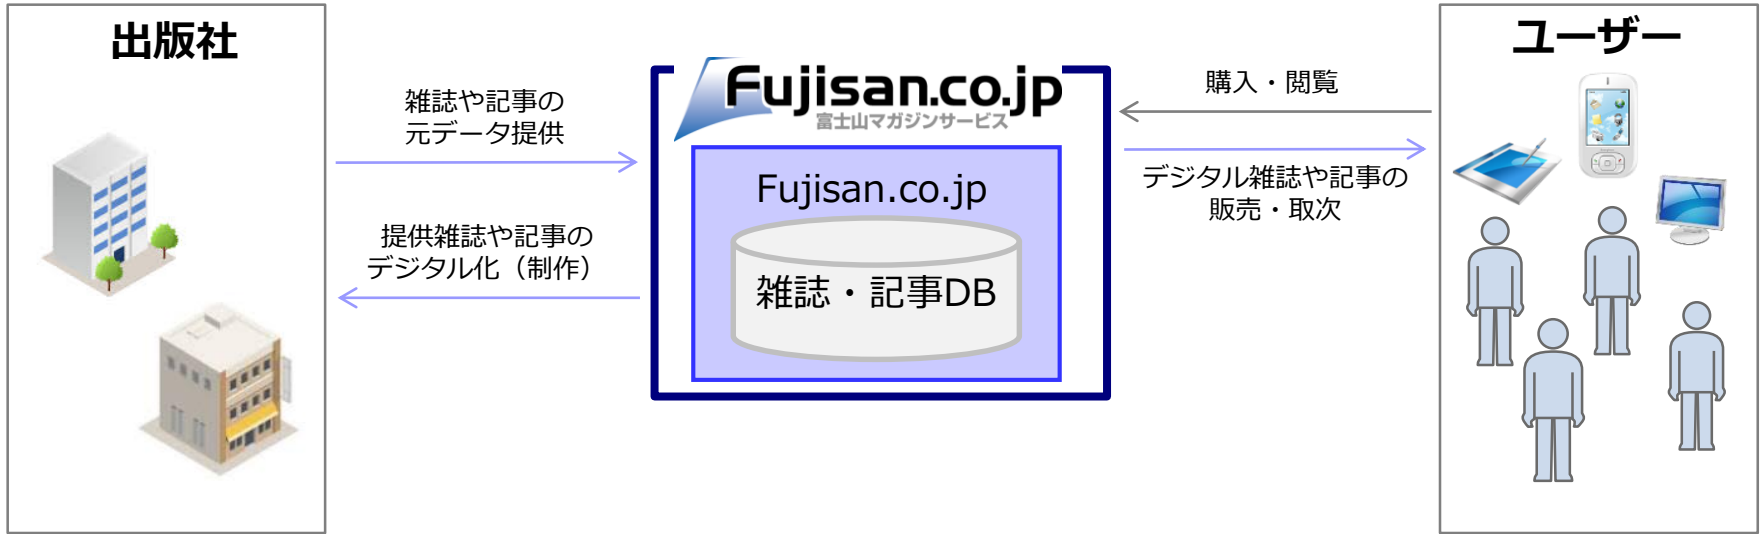 出版社
雑誌や記事の
元データ提供
提供雑誌や記事の
デジタル化（制作）
Fujisan.co.jp
富士山マガジンサービス
Fujisan.co.jp
雑誌・記事DB
購入・閲覧
デジタル雑誌や記事の
販売・取次
ユーザー